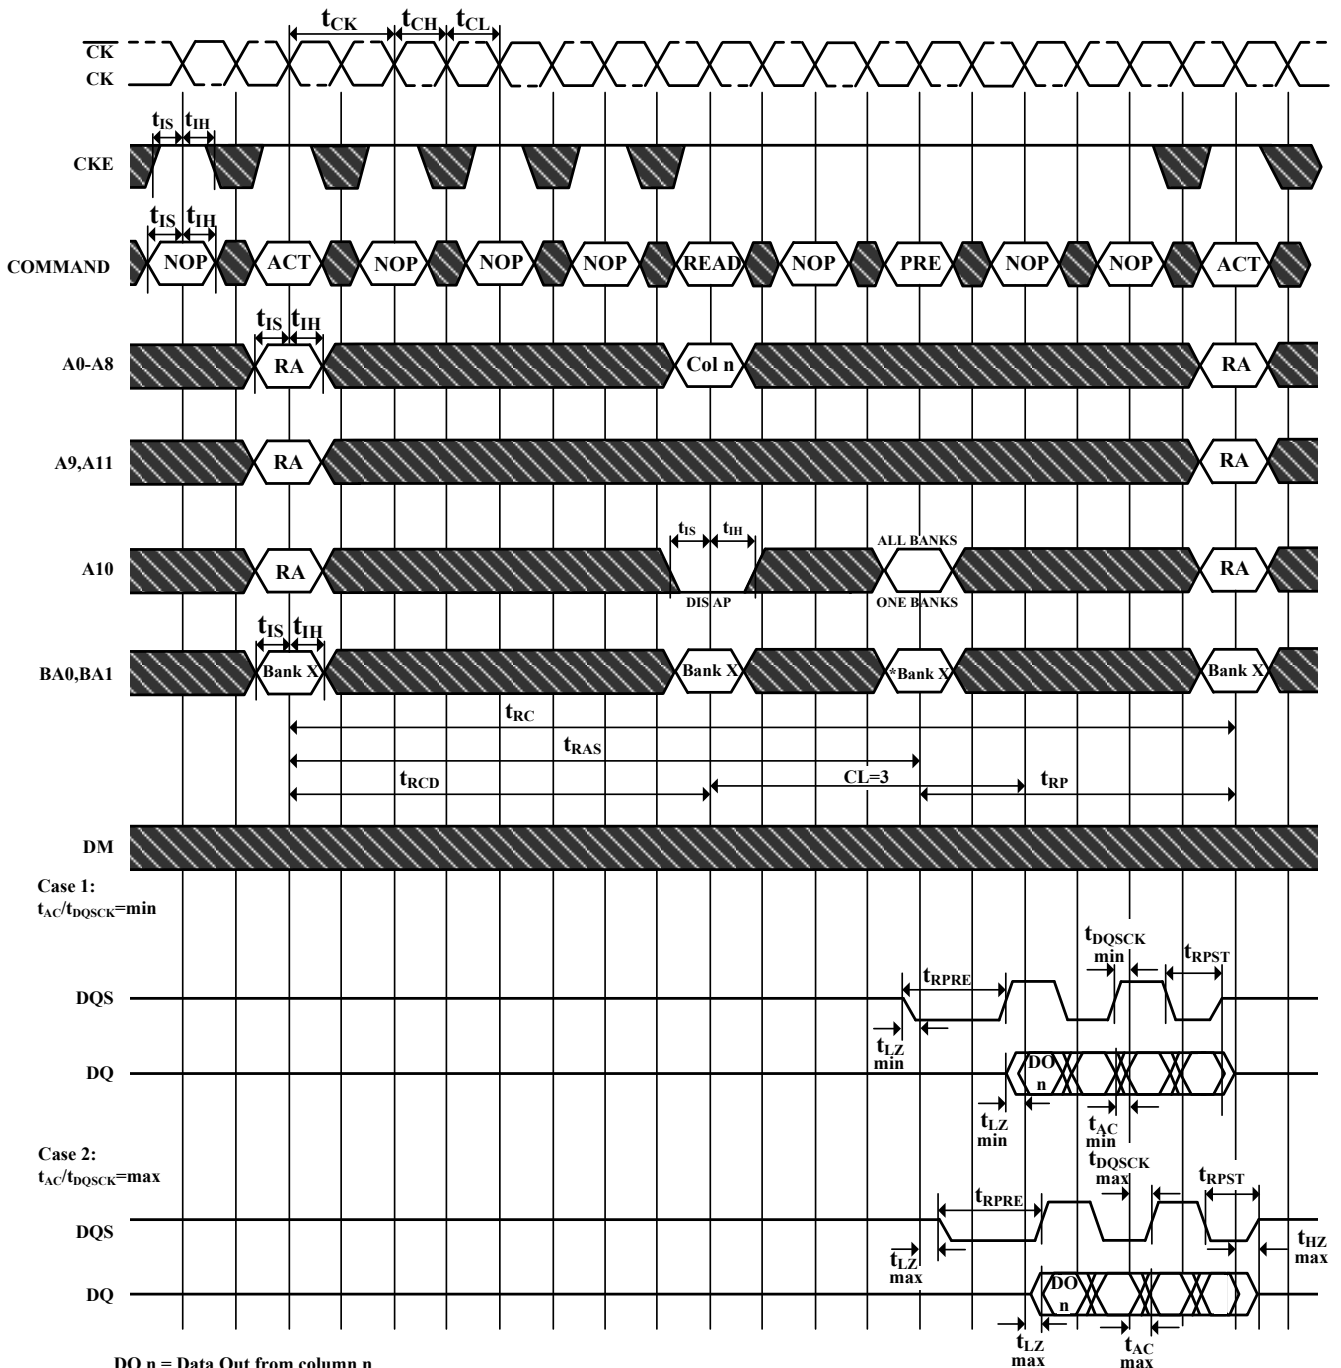 tCK tCH tCL
CK
CK
tIS tIH
CKE
tIS tIH
COMMAND NOP ACT NOP NOP NOP READ NOP PRE NOP NOP ACT
tIS tIH
A0-A8 RA Col n RA
A9,A11 RA RA
tIS tIH ALL BANKS
A10 RA RA
DIS AP ONE BANKS
tIS tIH
BA0,BA1 Bank X Bank X *Bank X Bank X
tRC
tRAS
tRCD CL=3 tRP
DM
Case 1:
tAC/tDQSCK=min
tDQSCK
min
tRPST
tRPRE
DQS
tLZ
min
DQ DO
n
tLZ
min
tAC
min
Case 2:
tAC/tDQSCK=max
tDQSCK
max
tRPST
tRPRE
DQS
tLZ
max
tHZ
max
DQ DO
n
tLZ
max
tAC
max
DO n = Data Out from column n